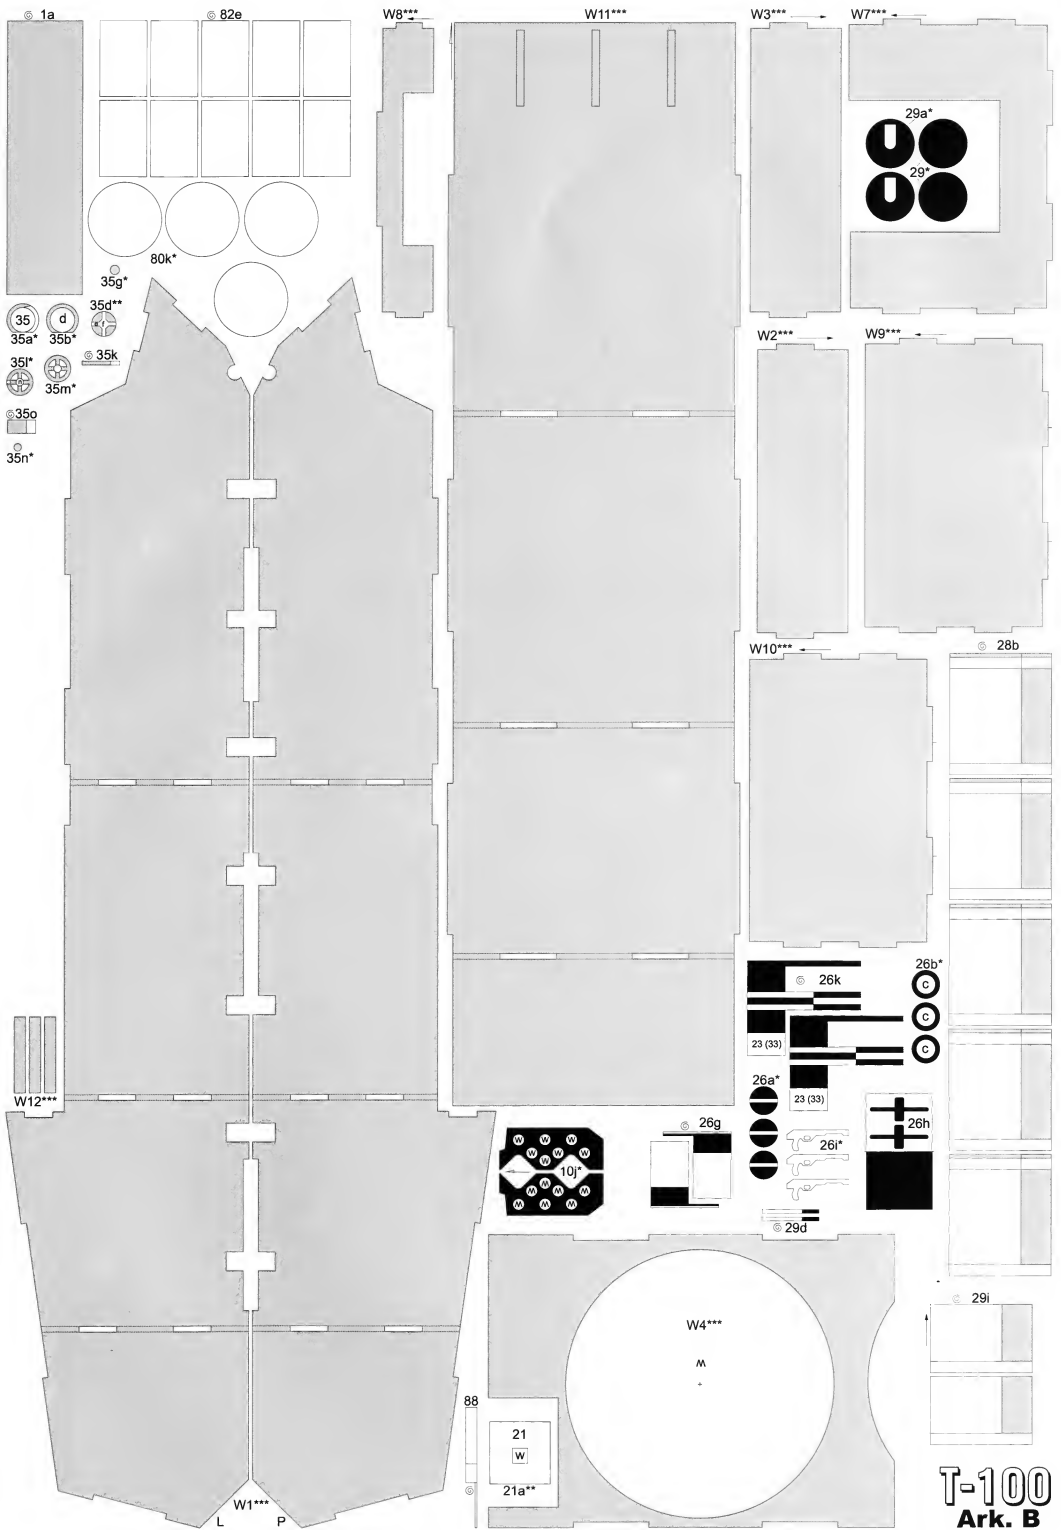 1a
82e
W8***
W11***
W3***
W7***
29a*
29*
80k*
35g*
35d**
35
d
e f
35a*
35b*
35l*
35k
35m*
35o
35n*
W2***
W9***
W10***
28b
26k
26b*
c
c
c
23 (33)
23 (33)
26a*
W12***
26g
26i*
26h
10j*
W W W
W W W
W W W
W W W
29d
29i
W4***
W
88
21
W
21a**
W1***
L P
T-100
Ark. B